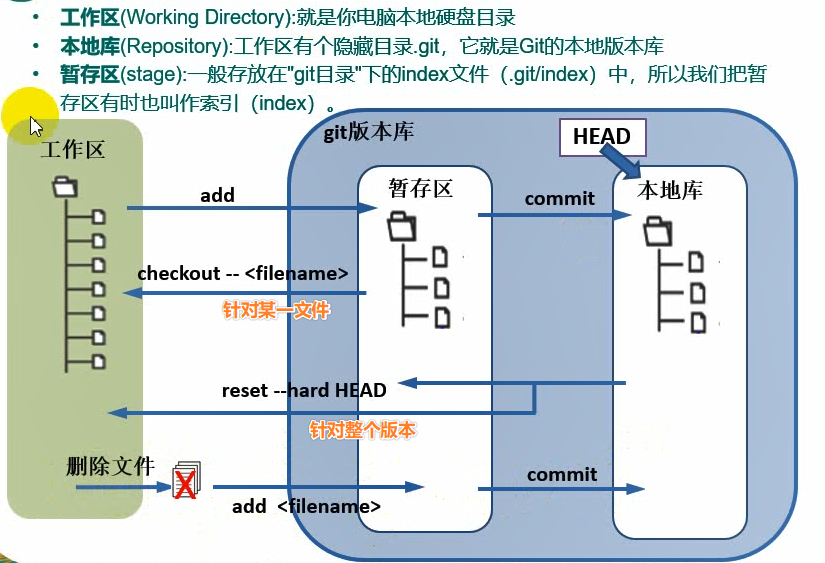 • 工作区(Working Directory):就是你电脑本地硬盘目录
• 本地库(Repository):工作区有个隐藏目录.git，它就是Git的本地版本库
• 暂存区(stage):一般存放在"git目录"下的index文件（.git/index）中，所以我们把暂
存区有时也叫作索引（index）。
工作区
git版本库
HEAD
暂存区
本地库
add
commit
checkout -- <filename>
针对某一文件
reset --hard HEAD
针对整个版本
删除文件
X
add <filename>
commit